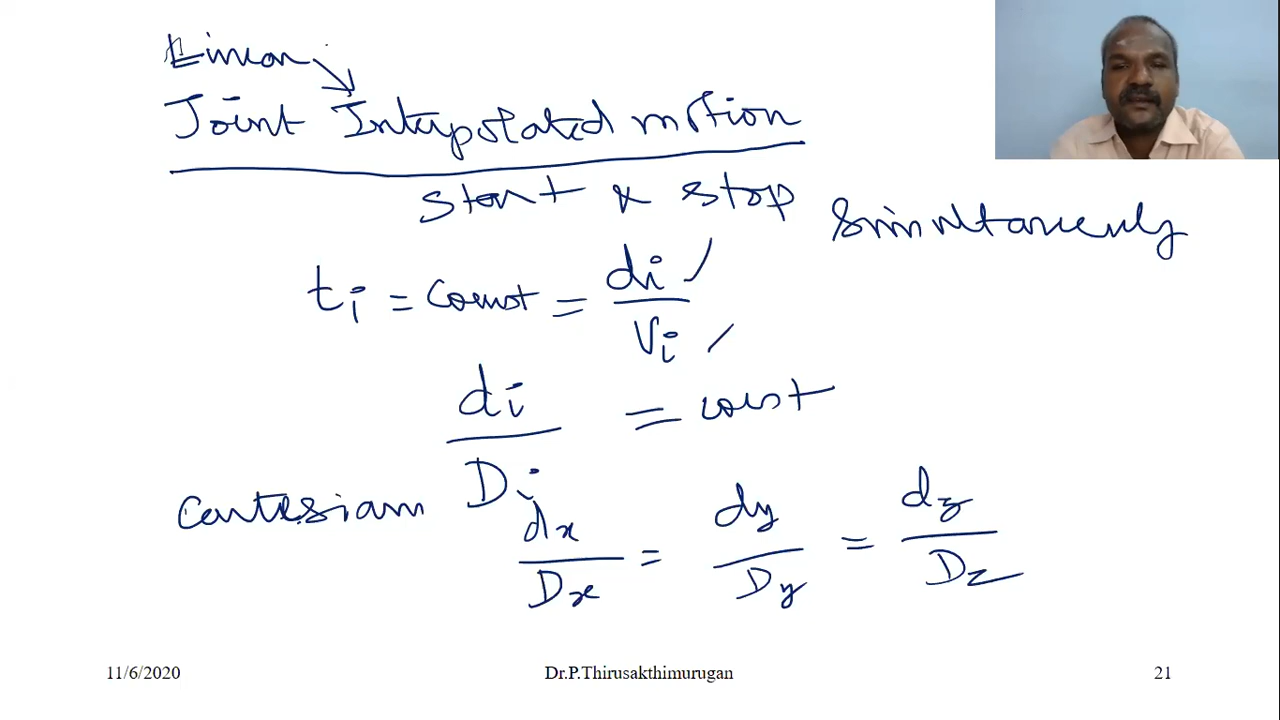 Linear
Joint Interpolated motion
start & stop simultaneously
ti = const = di / Vi
di / Di = const
Cartesian dx / Dx = dy / Dy = dz / Dz
11/6/2020 Dr.P.Thirusakthimurugan 21